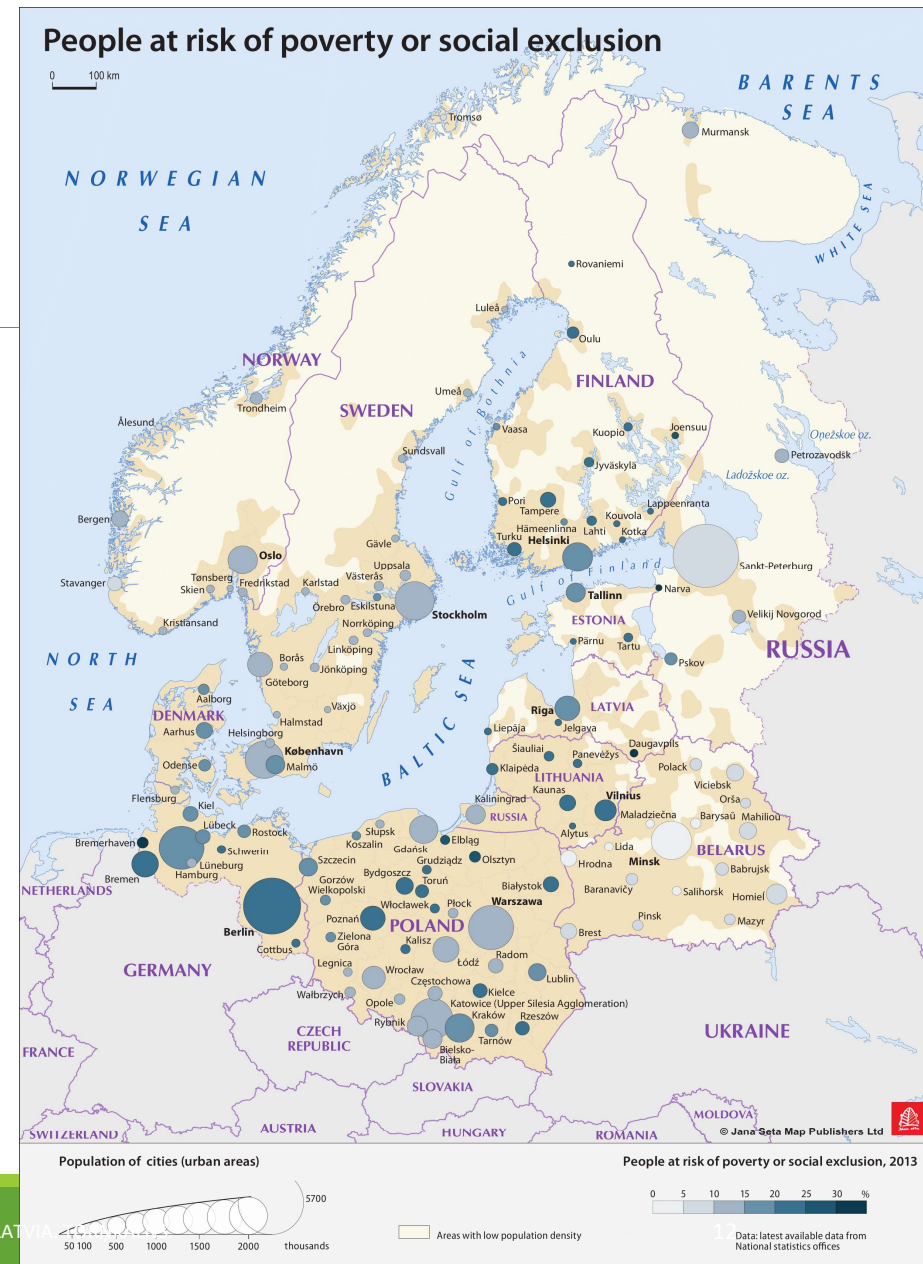 People at risk of poverty or social exclusion
0 100 km
BARENTS
SEA
Tromsø
Murmansk
NORWEGIAN
SEA
WHITE SEA
Rovaniemi
Luleå
Oulu
NORWAY
FINLAND
Gulf of Bothnia
Umeå
Trondheim
SWEDEN
Ålesund
Vaasa
Kuopio
Joensuu
Onežskoe oz.
Petrozavodsk
Sundsvall
Jyväskylä
Ladožskoe oz.
Pori
Tampere
Lappeenranta
Bergen
Hämeenlinna
Kouvola
Turku
Helsinki
Lahti
Kotka
Gävle
Oslo
Uppsala
Gulf of Finland
Sankt-Peterburg
Stavanger
Tønsberg
Skien
Fredrikstad
Karlstad
Västerås
Örebro
Eskilstuna
Stockholm
Tallinn
Narva
Velikij Novgorod
Kristiansand
Norrköping
ESTONIA
Linköping
Pärnu
Tartu
RUSSIA
NORTH
SEA
Borås
Jönköping
Göteborg
Pskov
Aalborg
DENMARK
Växjö
Halmstad
Riga
LATVIA
BALTIC SEA
Aarhus
Helsingborg
Liepāja
Jelgava
København
Šiauliai
Panevėžys
Daugavpils
Odense
Malmö
Klaipėda
LITHUANIA
Polack
Viciebsk
Flensburg
Kaunas
Vilnius
Orša
Kiel
Kaliningrad
RUSSIA
Maladziečna
Barysaŭ
Mahilioŭ
Lübeck
Rostock
Słupsk
Koszalin
Gdańsk
Elbląg
Alytus
Bremerhaven
Schwerin
BELARUS
Lüneburg
Hamburg
Szczecin
Grudziądz
Olsztyn
Hrodna
Minsk
Bremen
Babrujsk
NETHERLANDS
Gorzów
Wielkopolski
Bydgoszcz
Toruń
Białystok
Baranavičy
Salihorsk
Homiel
Włocławek
Płock
Warszawa
Poznań
POLAND
Pinsk
Mazyr
Berlin
Brest
Cottbus
Zielona
Góra
Kalisz
Łódź
Radom
GERMANY
Legnica
Wrocław
Lublin
Częstochowa
Wałbrzych
Opole
Kielce
Katowice (Upper Silesia Agglomeration)
Rybnik
Kraków
Rzeszów
CZECH
REPUBLIC
Tarnów
UKRAINE
Bielsko-
Biała
FRANCE
SLOVAKIA
MOLDOVA
SWITZERLAND
AUSTRIA
HUNGARY
ROMANIA
© Jana Seta Map Publishers Ltd
Population of cities (urban areas)
5700
50 100 500 1000 1500 2000 thousands
Areas with low population density
People at risk of poverty or social exclusion, 2013
0 5 10 15 20 25 30 %
12
Data: latest available data from
National statistics offices